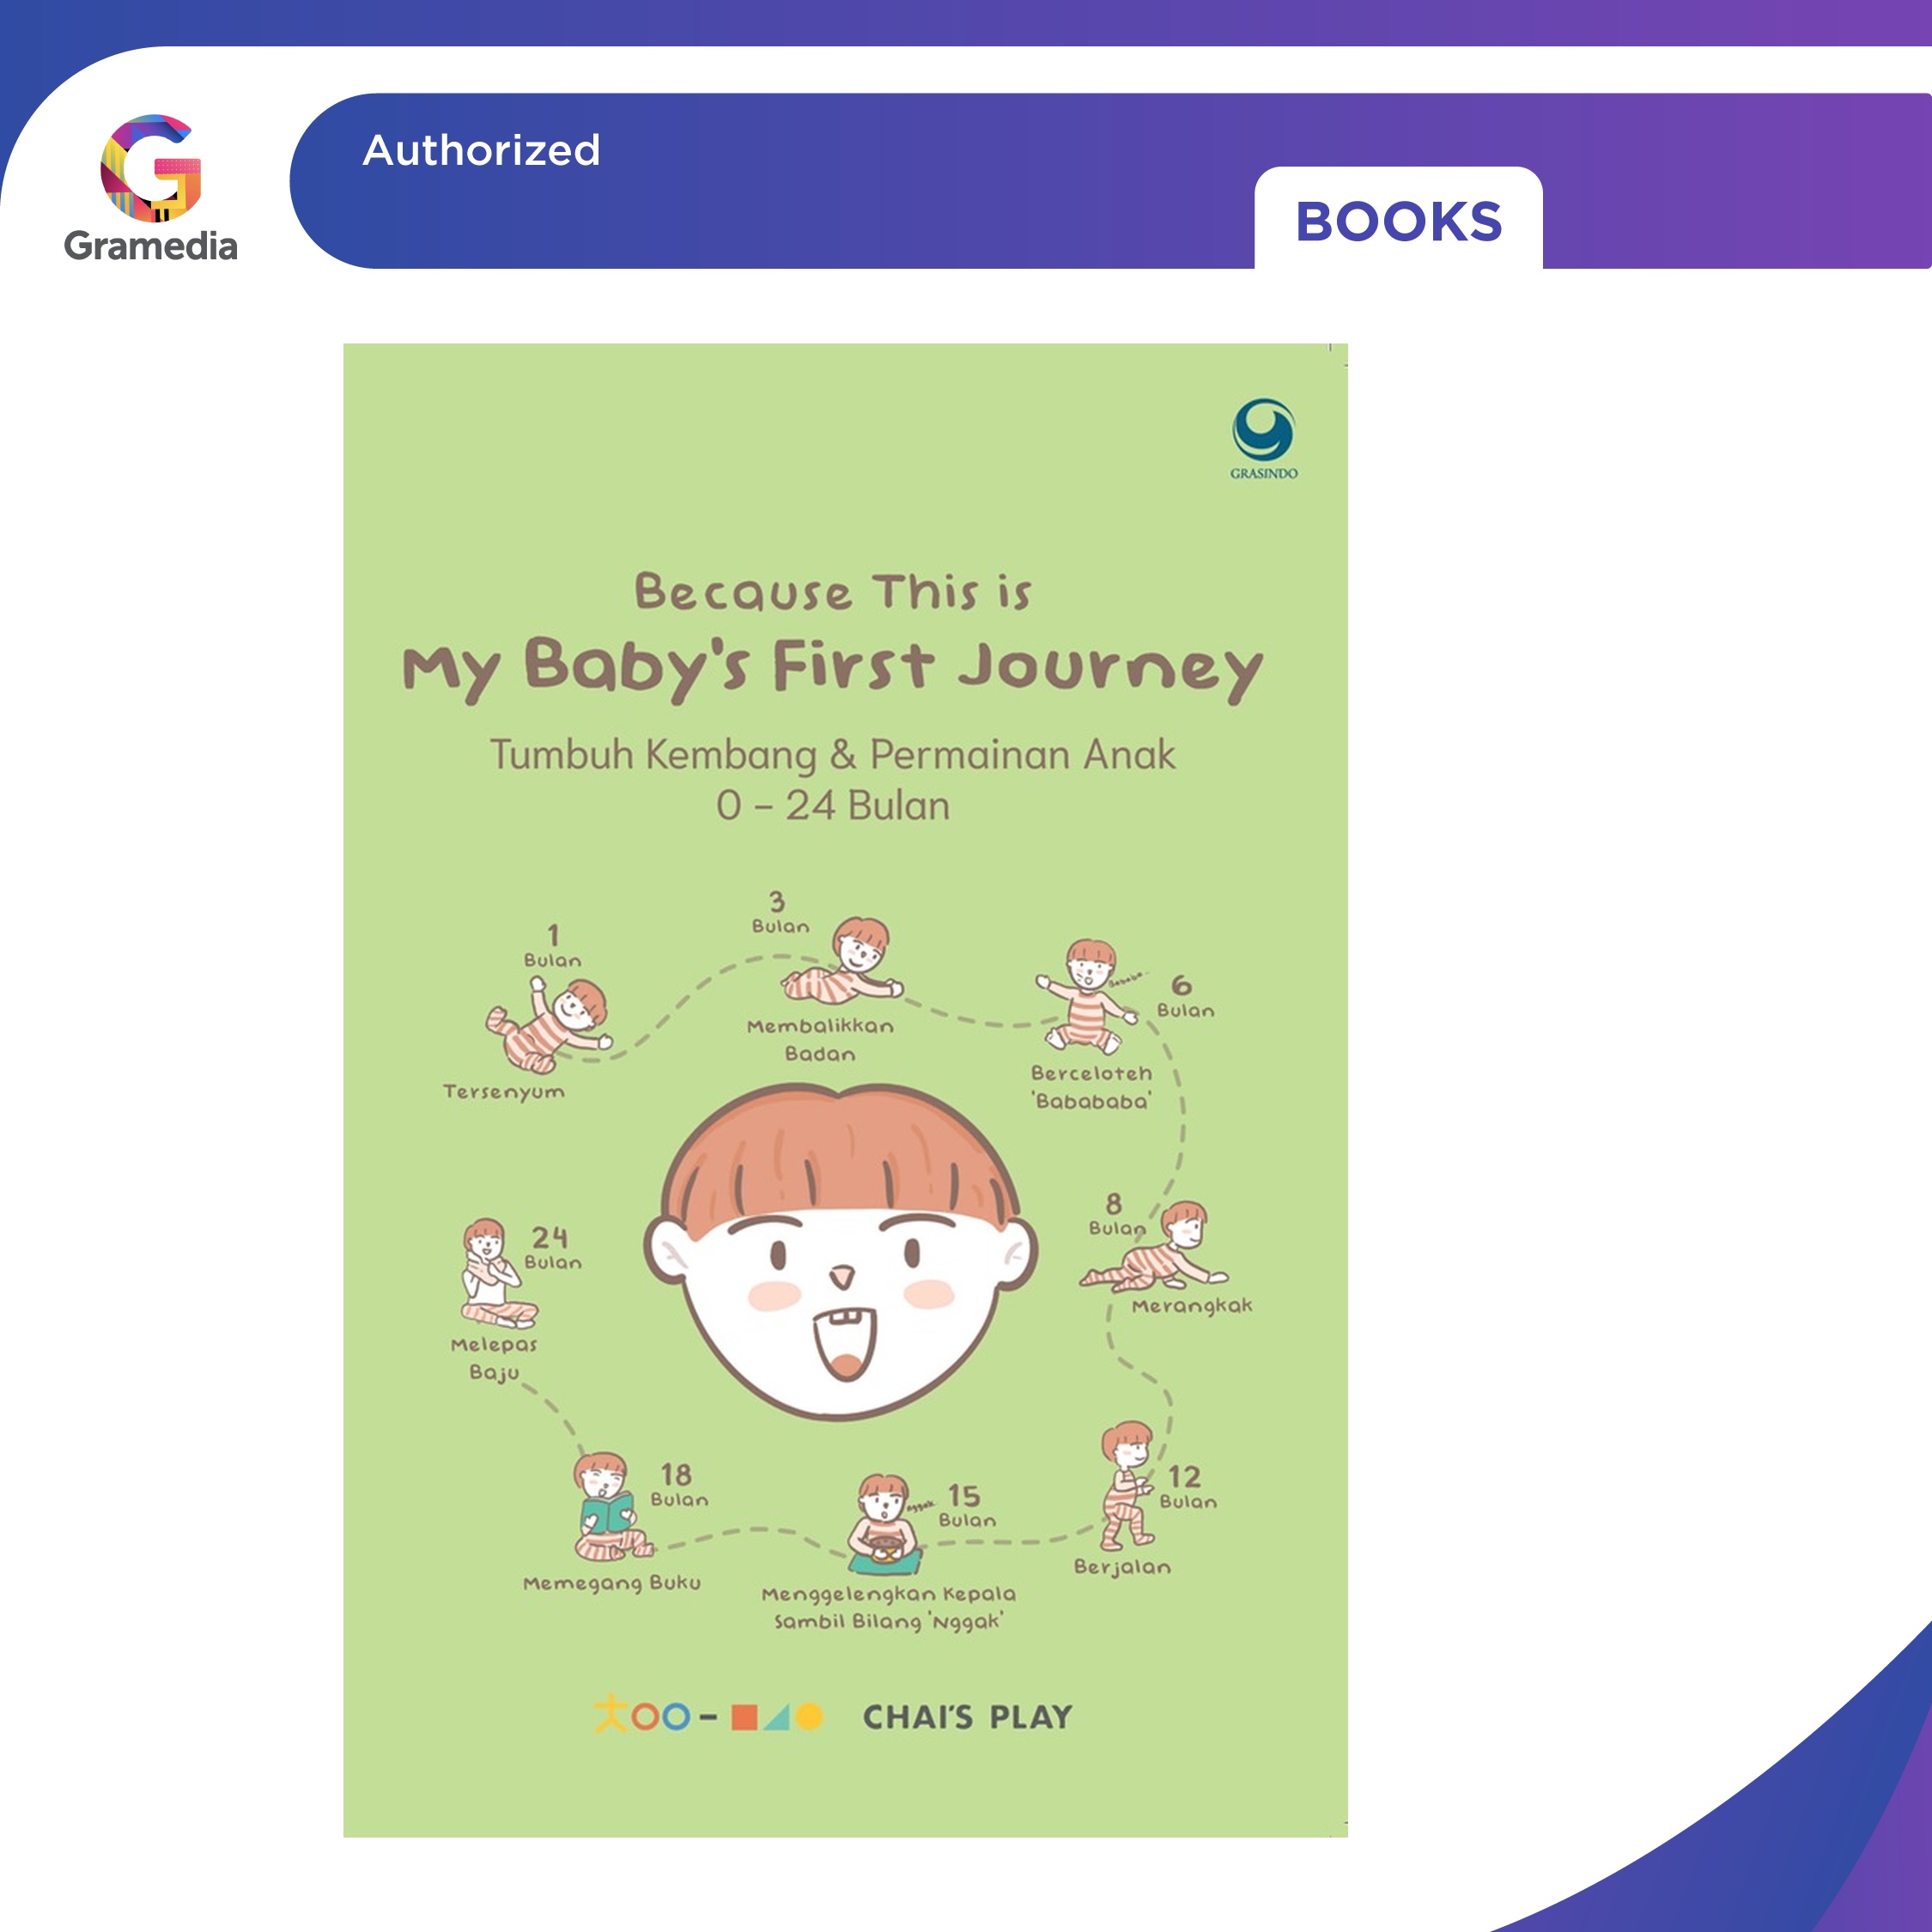 Gramedia
Authorized
BOOKS
GRASINDO
Because This is
My Baby's First Journey
Tumbuh Kembang & Permainan Anak
0 – 24 Bulan
1
Bulan
Tersenyum
3
Bulan
Membalikkan
Badan
Bababa...
6
Bulan
Berceloteh
'Babababa'
8
Bulan
Merangkak
12
Bulan
Berjalan
nggak
15
Bulan
Menggelengkan Kepala
Sambil Bilang 'Nggak'
18
Bulan
Memegang Buku
24
Bulan
Melepas
Baju
CHAI'S PLAY